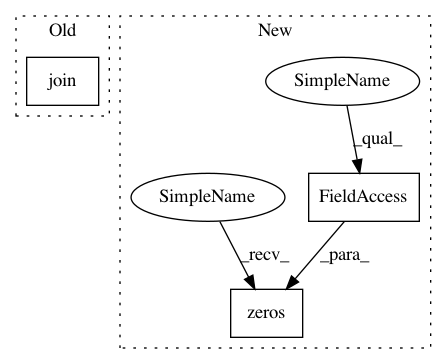 Old
New
join
SimpleName
_qual_
SimpleName
FieldAccess
_recv_
_para_
zeros